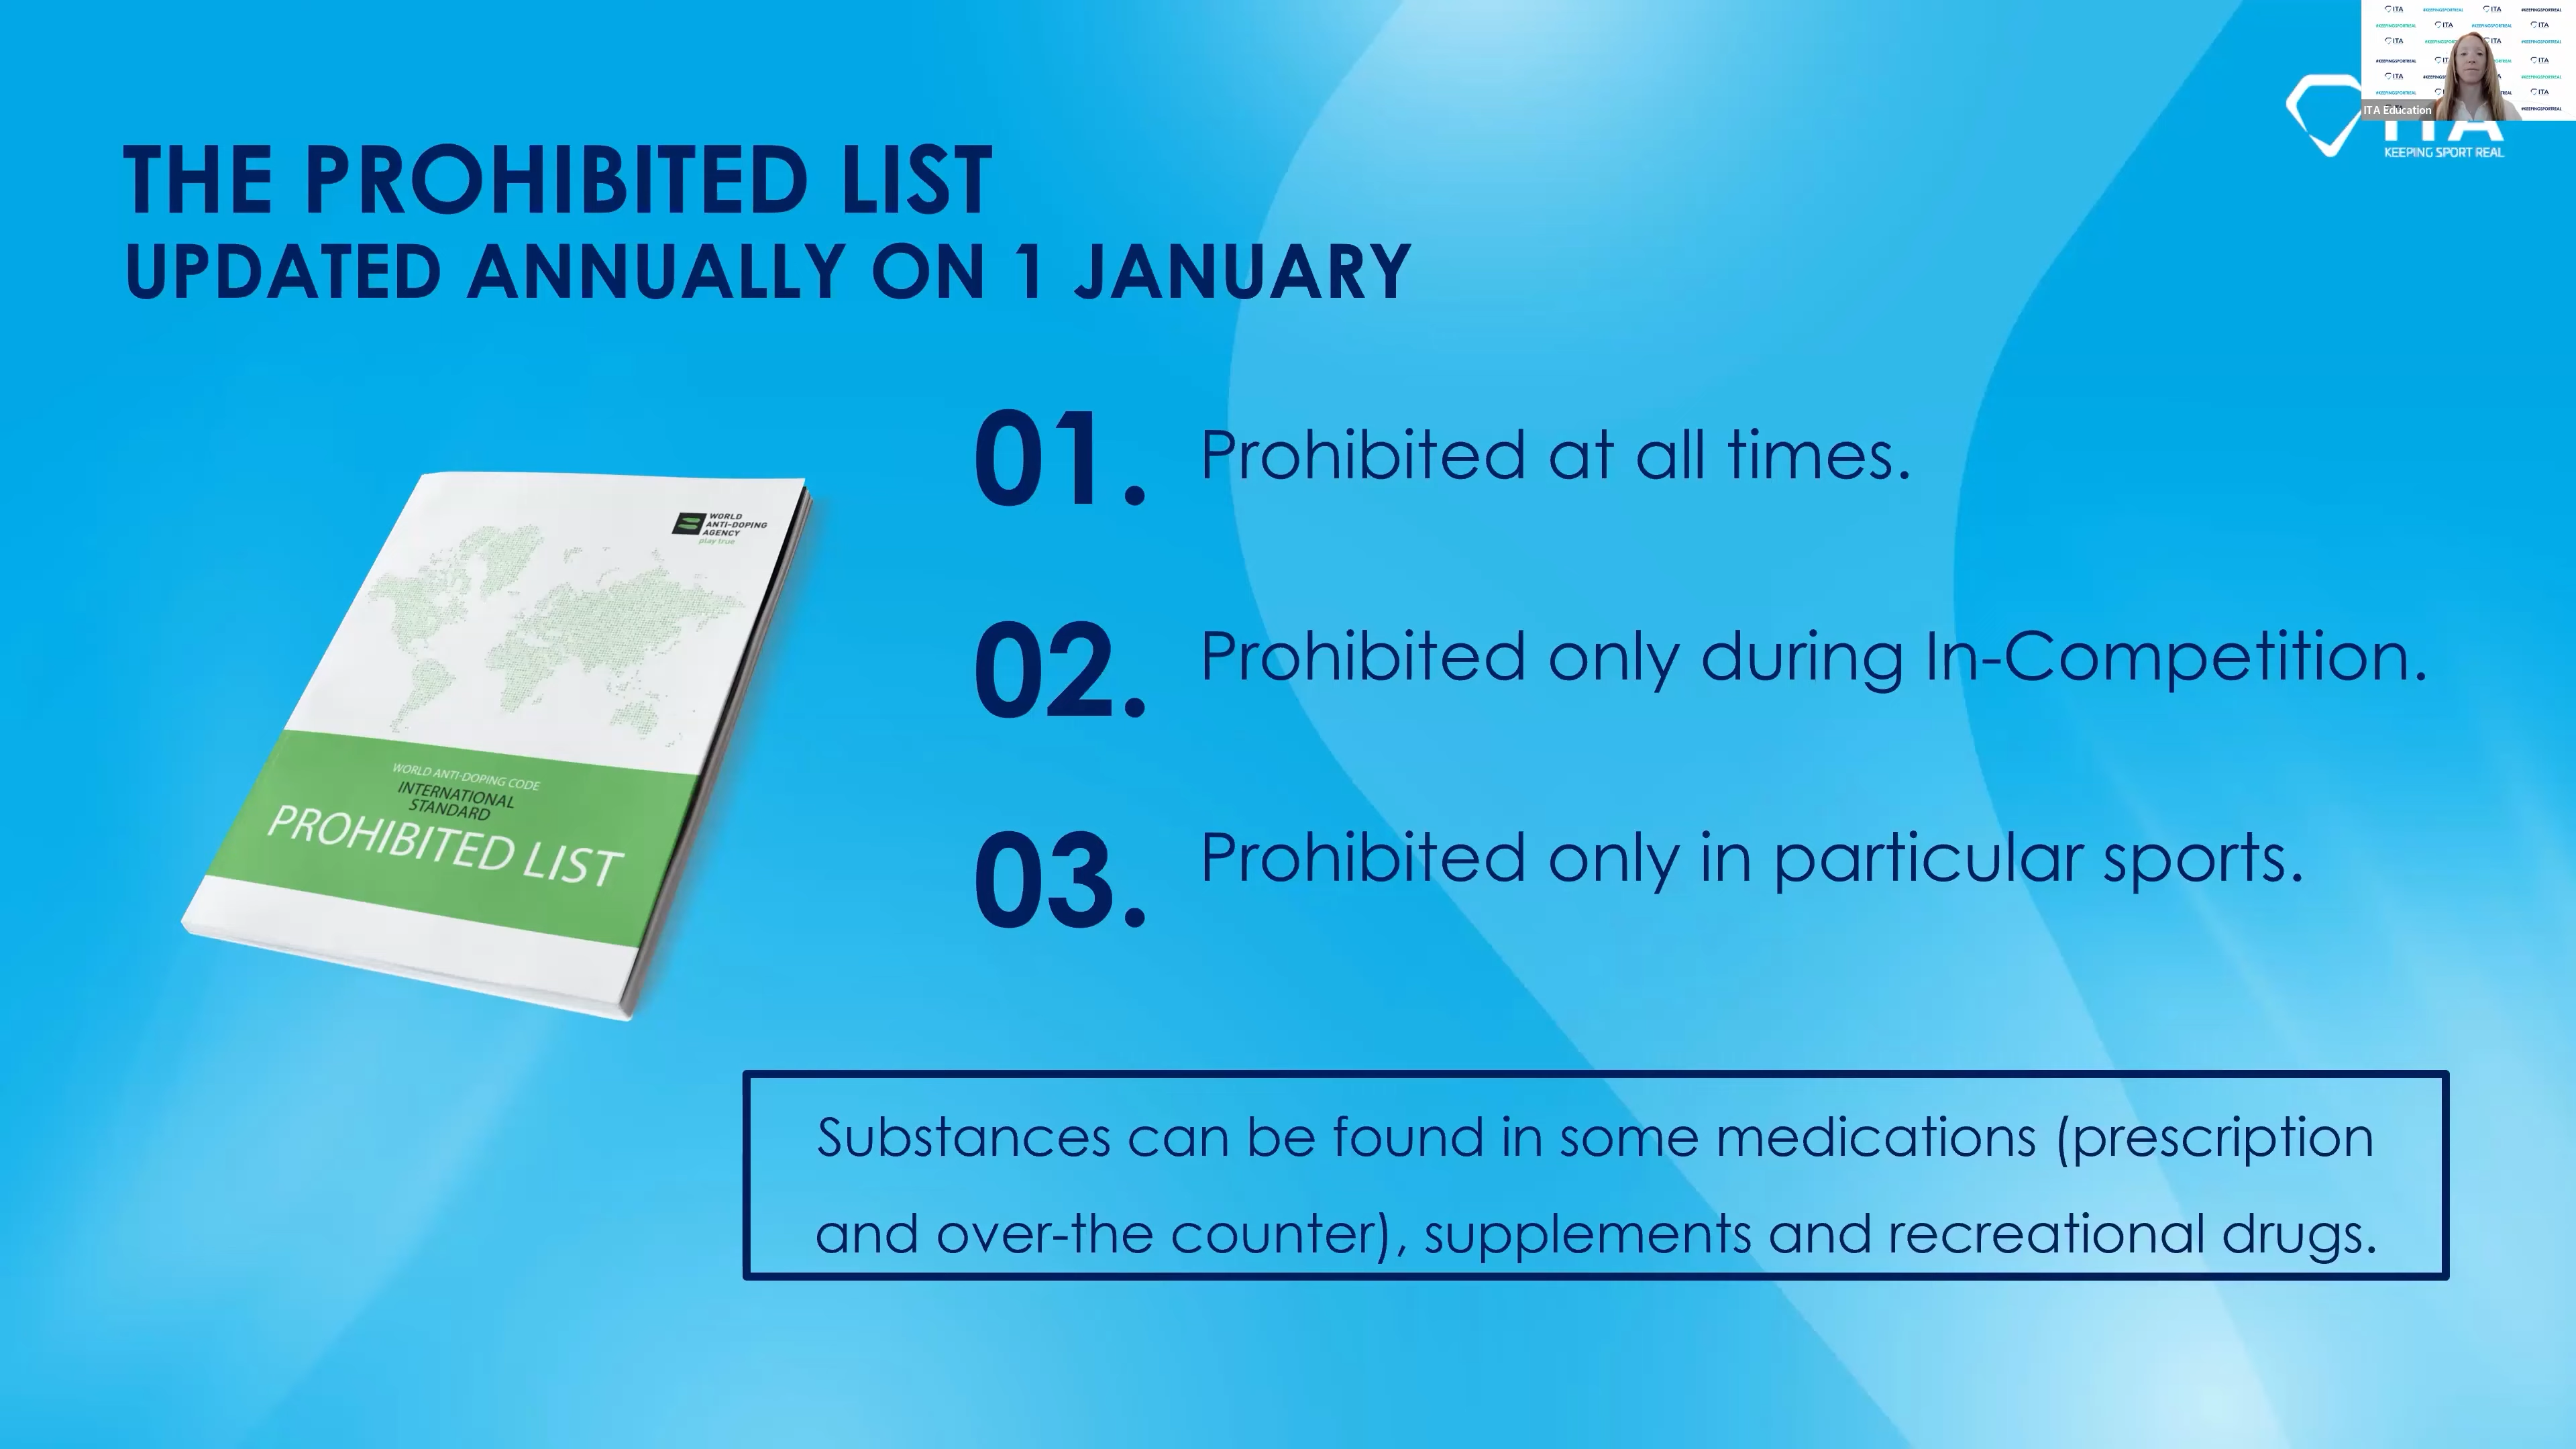 THE PROHIBITED LIST
UPDATED ANNUALLY ON 1 JANUARY
ITA Education
ITA
KEEPING SPORT REAL
01. Prohibited at all times.
02. Prohibited only during In-Competition.
03. Prohibited only in particular sports.
WORLD
ANTI-DOPING
AGENCY
play true
WORLD ANTI-DOPING CODE
INTERNATIONAL
STANDARD
PROHIBITED LIST
Substances can be found in some medications (prescription
and over-the counter), supplements and recreational drugs.